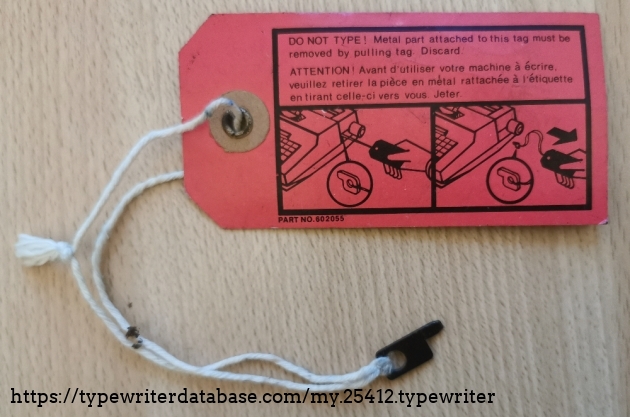 DO NOT TYPE! Metal part attached to this tag must be
removed by pulling tag. Discard.
ATTENTION! Avant d'utiliser votre machine à écrire,
veuillez retirer la pièce en mètal rattachée à l'étiquette
en tirant celle-ci vers vous. Jeter.
PART NO. 602055
https://typewriterdatabase.com/my.25412.typewriter